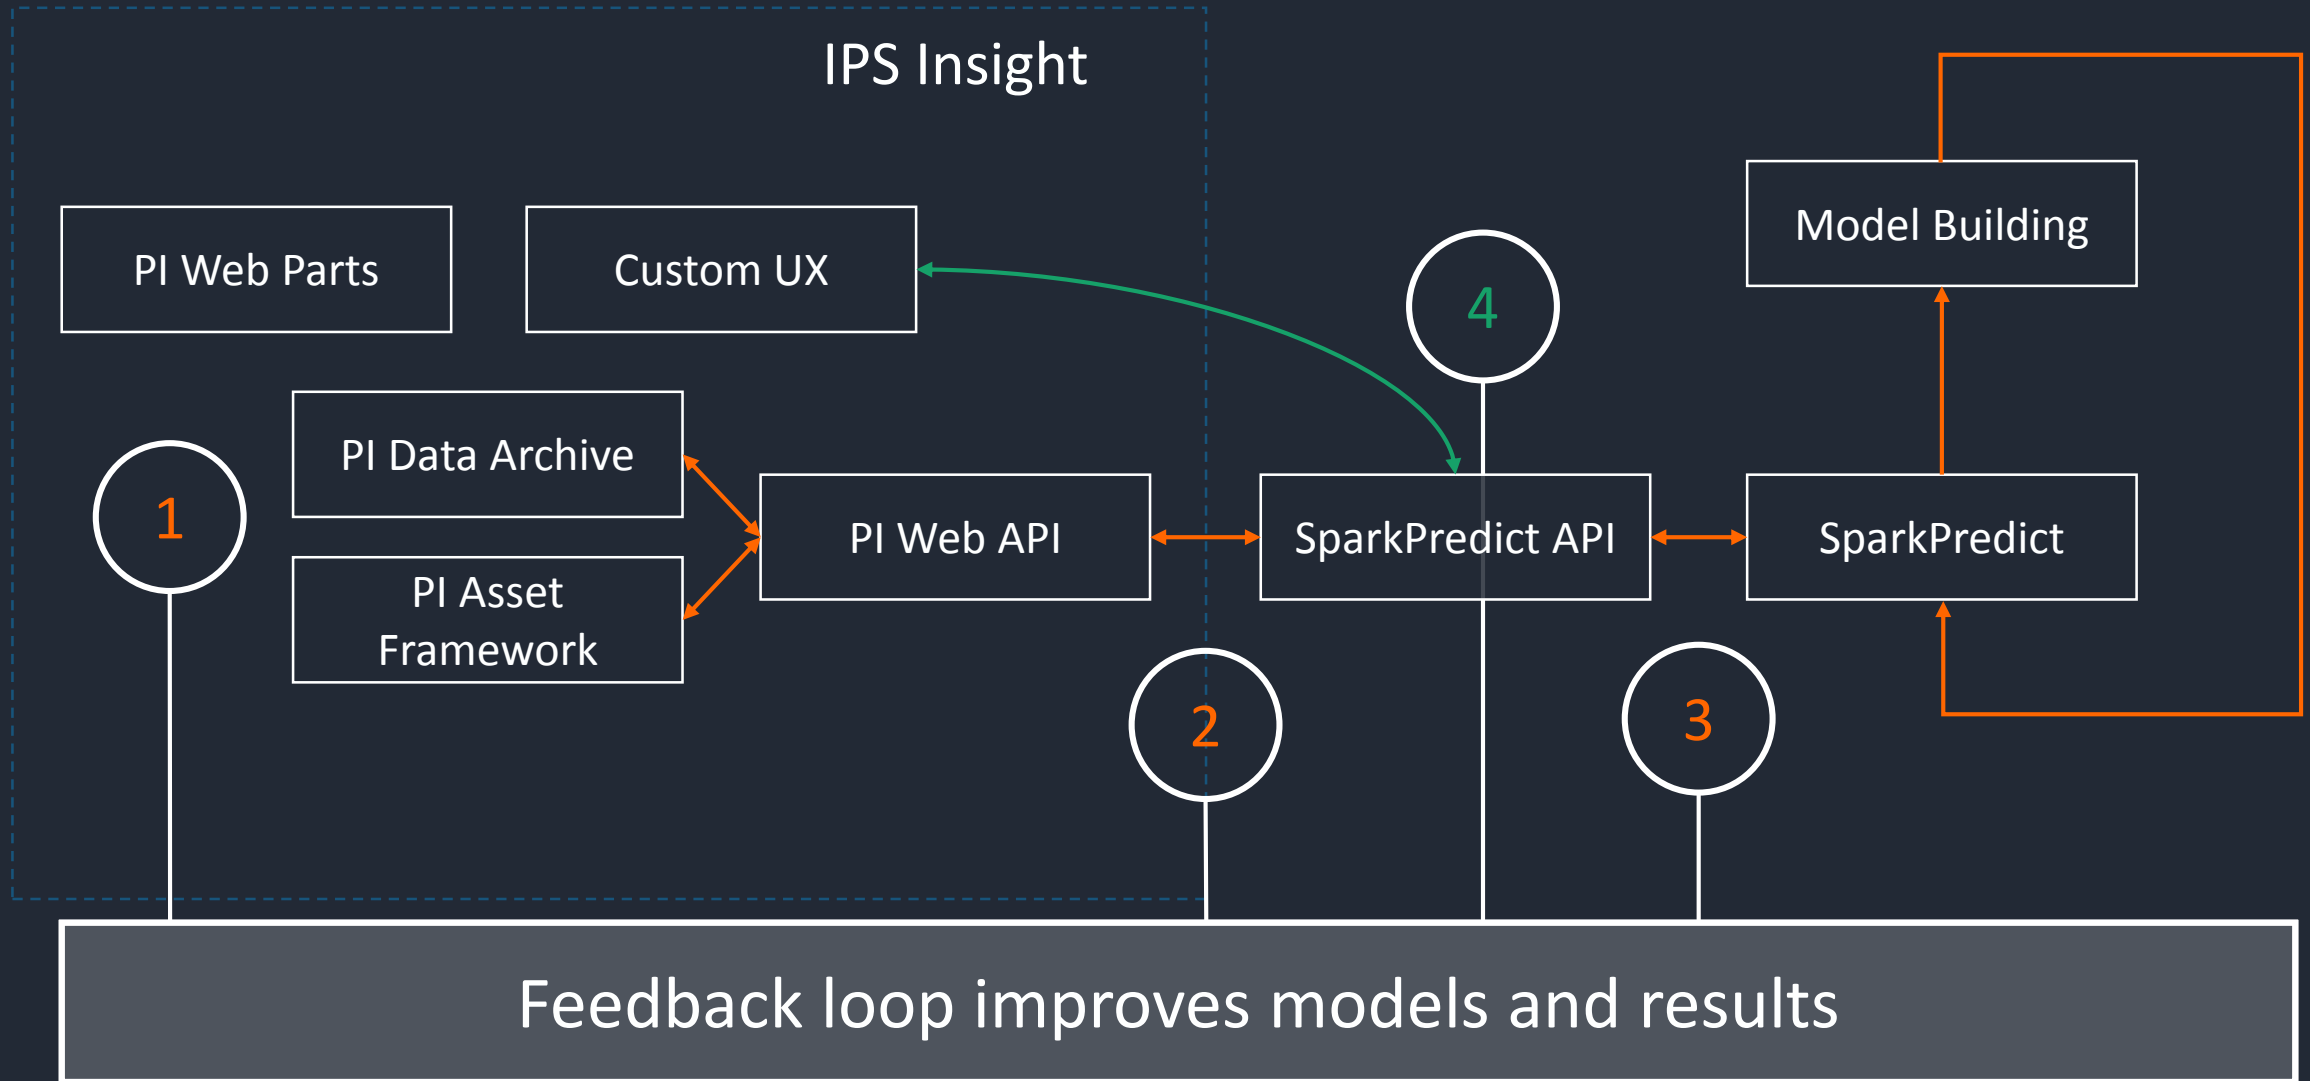 IPS Insight
Model Building
PI Web Parts
Custom UX
4
PI Data Archive
1
PI Web API
SparkPredict API
SparkPredict
PI Asset
Framework
2
3
Feedback loop improves models and results